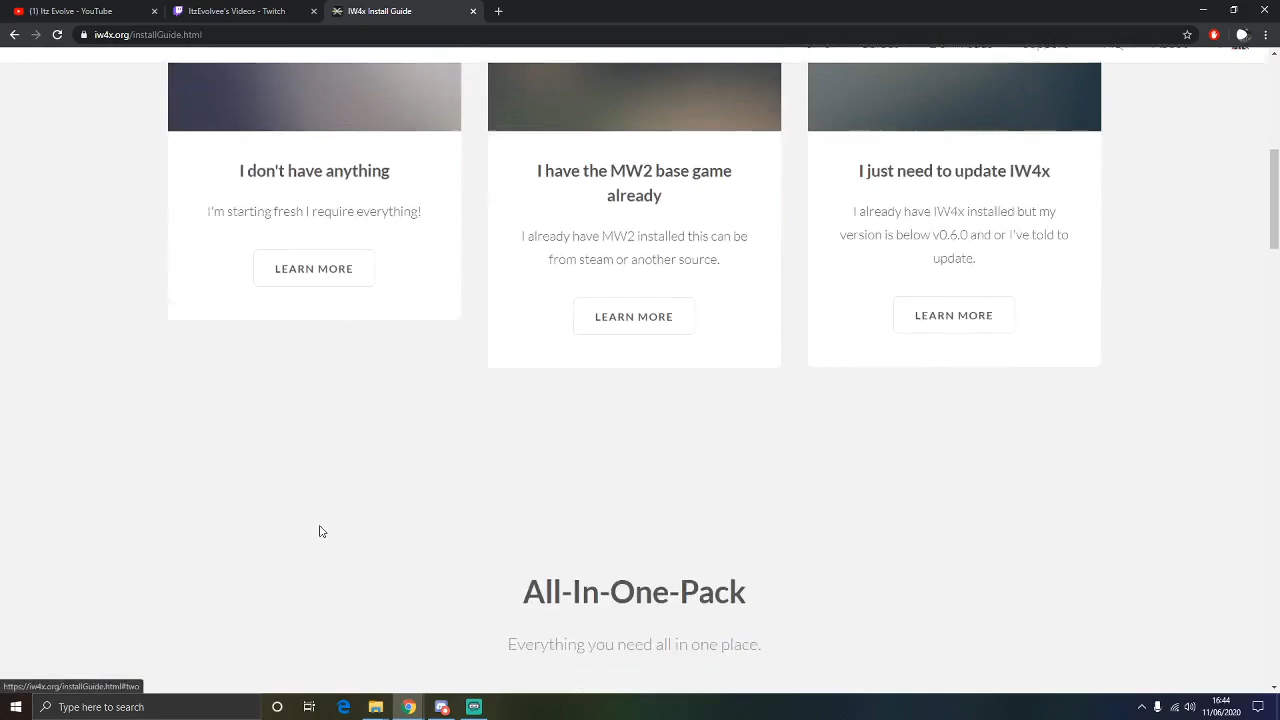 (1) Itz Evolve - YouTube
ItzEvolve's Videos - Twitch
IW4x Install Guide
iw4x.org/installGuide.html
I don't have anything
I'm starting fresh I require everything!
LEARN MORE
I have the MW2 base game
already
I already have MW2 installed this can be
from steam or another source.
LEARN MORE
I just need to update IW4x
I already have IW4x installed but my
version is below v0.6.0 and or I've told to
update.
LEARN MORE
All-In-One-Pack
Everything you need all in one place.
https://iw4x.org/installGuide.html#two
Type here to search
16:44
11/06/2020